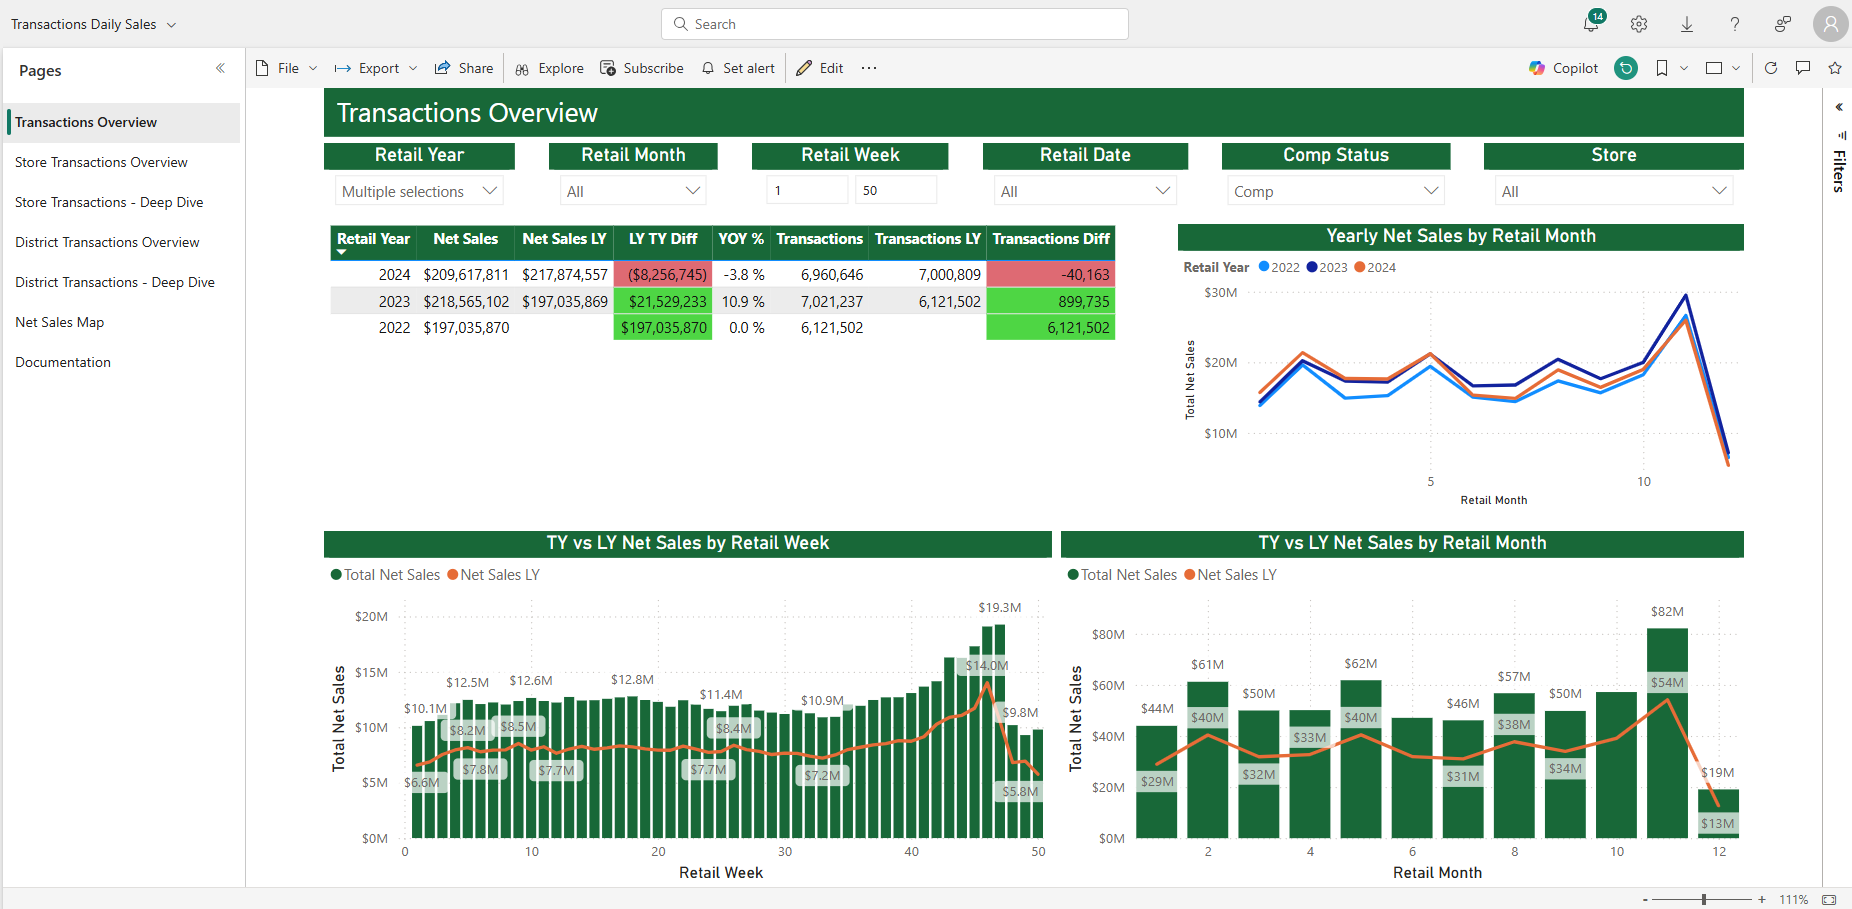 Transactions Daily Sales
Search
14
Pages
File
Export
Share
Explore
Subscribe
Set alert
Edit
Copilot
Transactions Overview
Store Transactions Overview
Store Transactions - Deep Dive
District Transactions Overview
District Transactions - Deep Dive
Net Sales Map
Documentation
Filters
Transactions Overview
Retail Year
Retail Month
Retail Week
Retail Date
Comp Status
Store
Multiple selections
All
1
50
All
Comp
All
Retail Year Net Sales Net Sales LY LY TY Diff YOY % Transactions Transactions LY Transactions Diff
2024 $209,617,811 $217,874,557 ($8,256,745) -3.8 % 6,960,646 7,000,809 -40,163
2023 $218,565,102 $197,035,869 $21,529,233 10.9 % 7,021,237 6,121,502 899,735
2022 $197,035,870 $197,035,870 0.0 % 6,121,502 6,121,502
Yearly Net Sales by Retail Month
Retail Year 2022 2023 2024
$30M
$20M
$10M
Total Net Sales
5 10
Retail Month
TY vs LY Net Sales by Retail Week
Total Net Sales Net Sales LY
$20M
$15M
$10M
$5M
$0M
Total Net Sales
$10.1M
$12.5M
$12.6M
$12.8M
$11.4M
$10.9M
$19.3M
$9.8M
$6.6M
$8.2M
$7.8M
$8.5M
$7.7M
$7.7M
$8.4M
$7.2M
$14.0M
$5.8M
0 10 20 30 40 50
Retail Week
TY vs LY Net Sales by Retail Month
Total Net Sales Net Sales LY
$80M
$60M
$40M
$20M
$0M
Total Net Sales
$44M
$61M
$50M
$62M
$46M
$57M
$50M
$82M
$19M
$29M
$40M
$32M
$33M
$40M
$31M
$38M
$34M
$54M
$13M
2 4 6 8 10 12
Retail Month
- + 111%